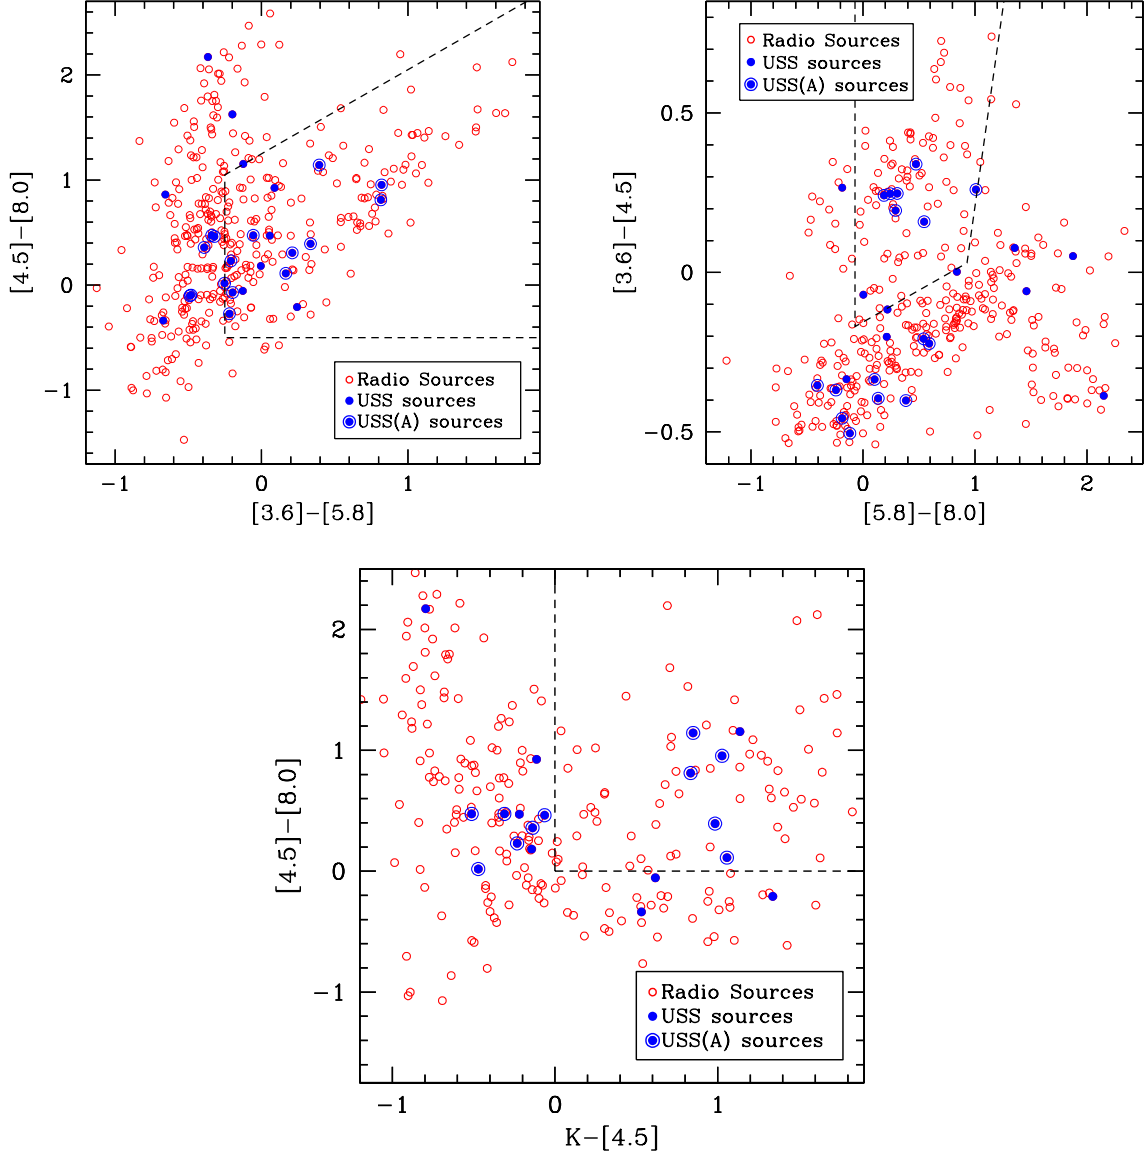 2
1
0
−1
−1
0
1
[4.5]−[8.0]
[3.6]−[5.8]
Radio Sources
USS sources
USS(A) sources
0.5
0
−0.5
−1
0
1
2
[3.6]−[4.5]
[5.8]−[8.0]
Radio Sources
USS sources
USS(A) sources
2
1
0
−1
−1
0
1
[4.5]−[8.0]
K−[4.5]
Radio Sources
USS sources
USS(A) sources